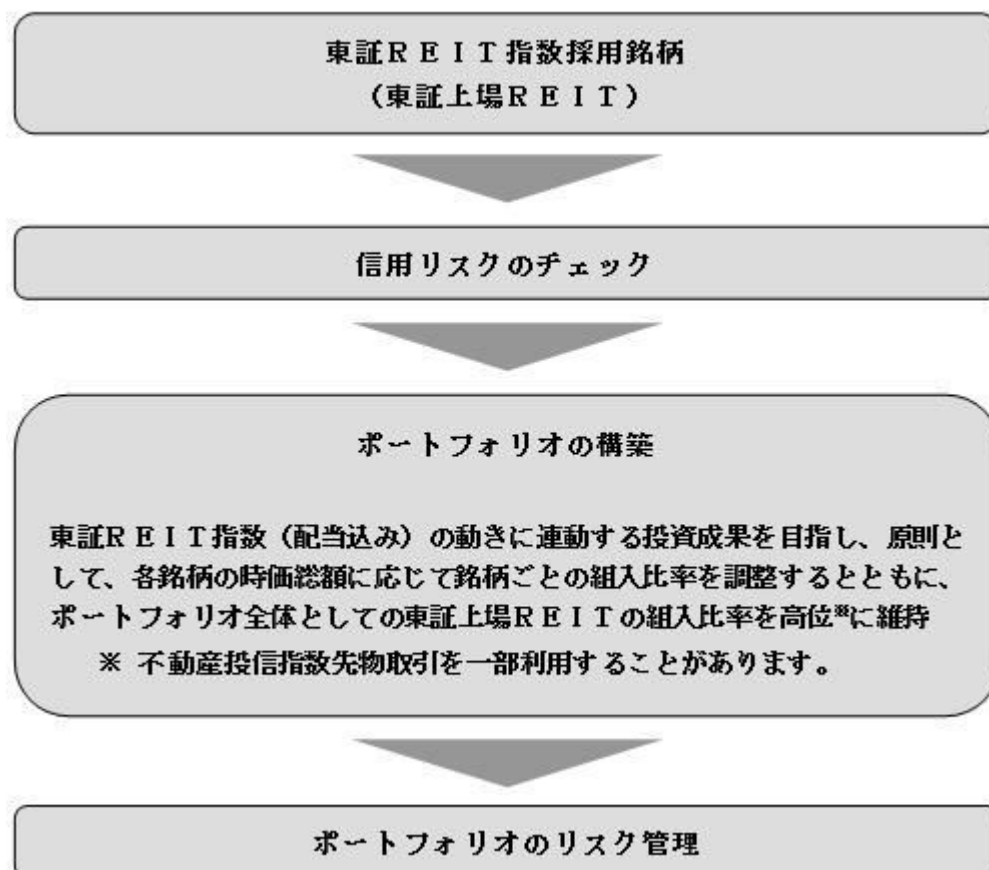 東証ＲＥＩＴ指数採用銘柄
（東証上場ＲＥＩＴ）
信用リスクのチェック
ポートフォリオの構築
東証ＲＥＩＴ指数（配当込み）の動きに連動する投資成果を目指し、原則と
して、各銘柄の時価総額に応じて銘柄ごとの組入比率を調整するとともに、
ポートフォリオ全体としての東証上場ＲＥＩＴの組入比率を高位※に維持
※ 不動産投信指数先物取引を一部利用することがあります。
ポートフォリオのリスク管理